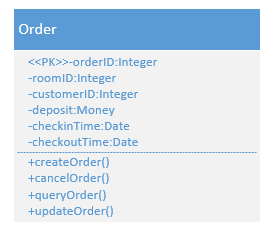 Order
<<PK>>-orderID:Integer
-roomID:Integer
-customerID:Integer
-deposit:Money
-checkinTime:Date
-checkoutTime:Date
+createOrder()
+cancelOrder()
+queryOrder()
+updateOrder()